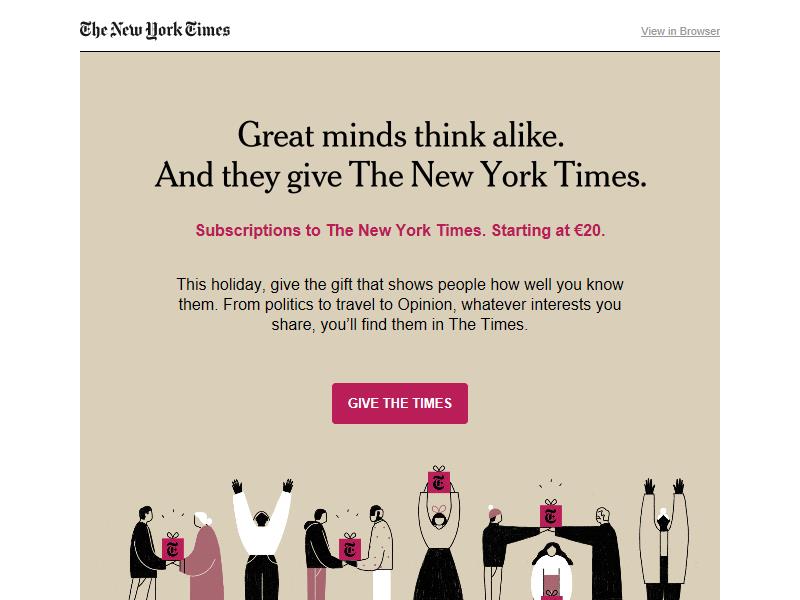 The New York Times
View in Browser
Great minds think alike.
And they give The New York Times.
Subscriptions to The New York Times. Starting at €20.
This holiday, give the gift that shows people how well you know
them. From politics to travel to Opinion, whatever interests you
share, you’ll find them in The Times.
GIVE THE TIMES
T
T
T
T